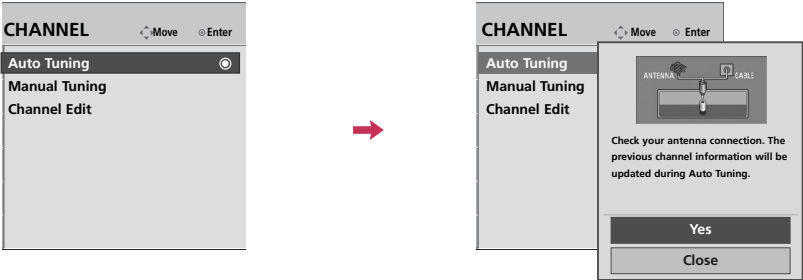 CHANNEL Move Enter
Auto Tuning
Manual Tuning
Channel Edit
CHANNEL Move Enter
Auto Tuning
Manual Tuning
Channel Edit
ANTENNA CABLE
Check your antenna connection. The
previous channel information will be
updated during Auto Tuning.
Yes
Close